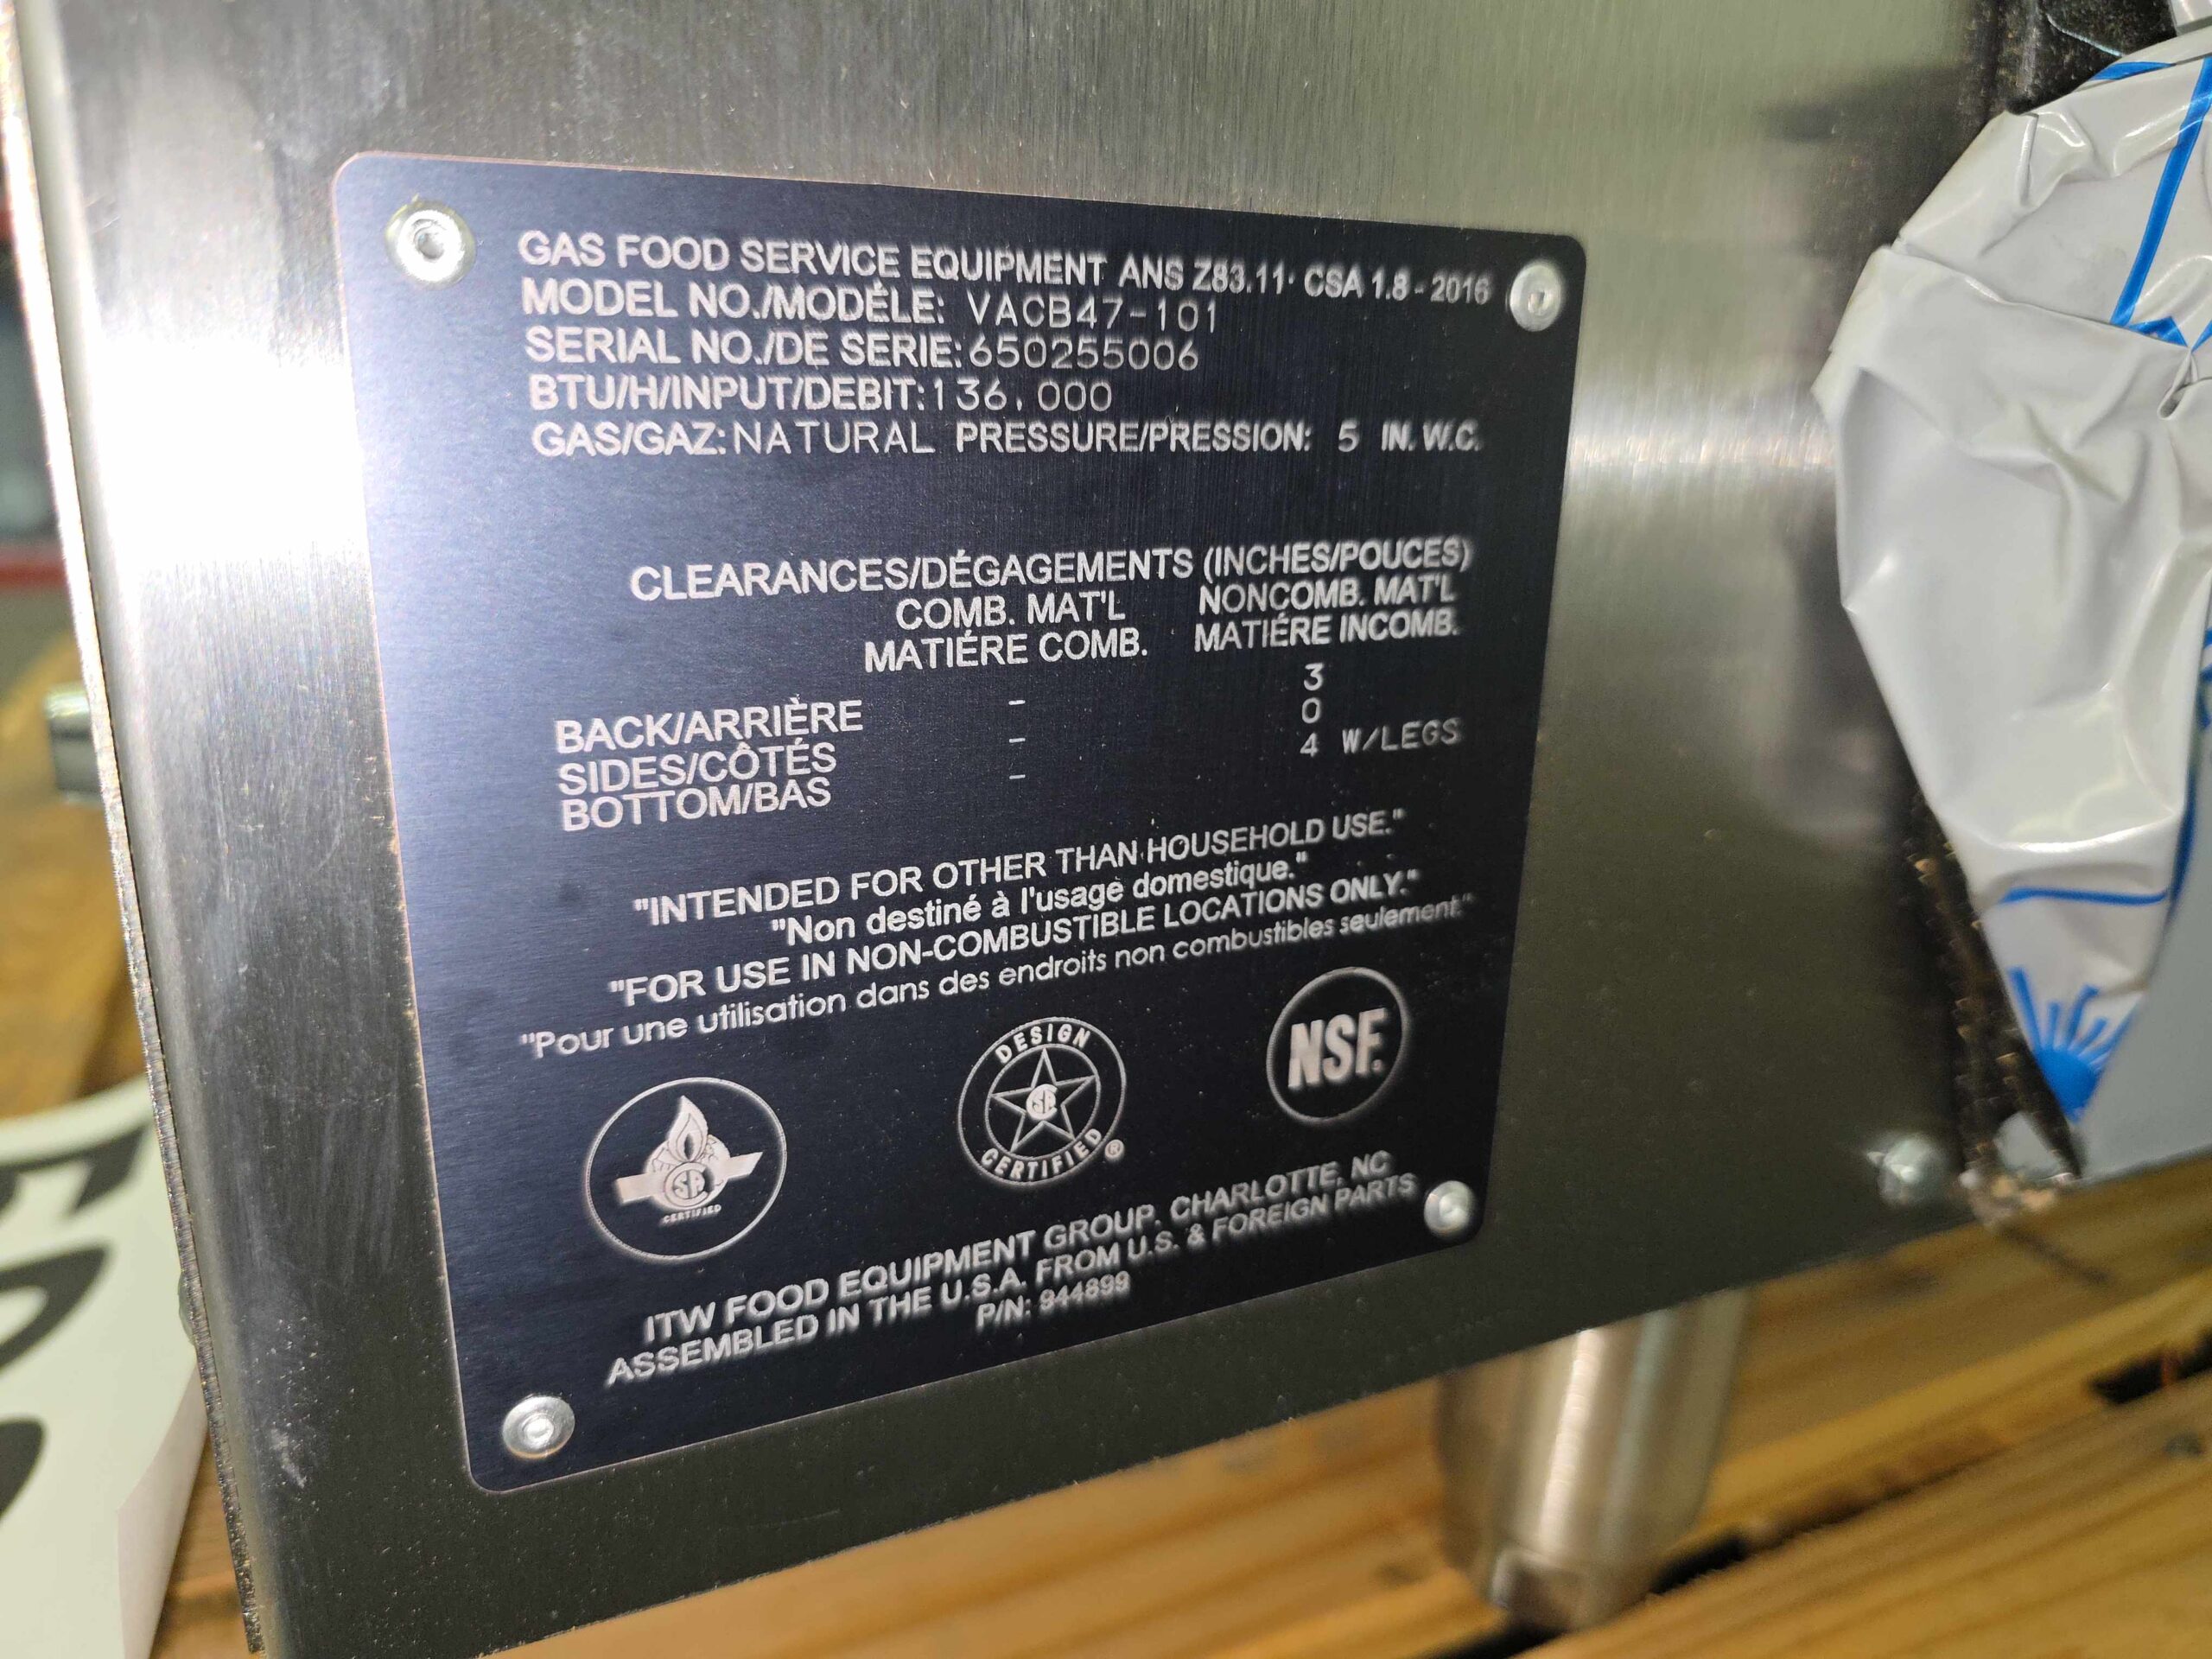 GAS FOOD SERVICE EQUIPMENT ANS Z83.11· CSA 1.8 - 2016
MODEL NO./MODÉLE: VACB47-101
SERIAL NO./DE SERIE: 650255006
BTU/H/INPUT/DEBIT: 136,000
GAS/GAZ: NATURAL PRESSURE/PRESSION: 5 IN. W.C.
CLEARANCES/DÉGAGEMENTS (INCHES/POUCES)
COMB. MAT'L NONCOMB. MAT'L
MATIÉRE COMB. MATIÉRE INCOMB.
BACK/ARRIÈRE - 3
SIDES/CÔTÉS - 0
BOTTOM/BAS - 4 W/LEGS
"INTENDED FOR OTHER THAN HOUSEHOLD USE."
"Non destiné à l'usage domestique."
"FOR USE IN NON-COMBUSTIBLE LOCATIONS ONLY."
"Pour une utilisation dans des endroits non combustibles seulement."
CSA CERTIFIED
DESIGN CSA CERTIFIED ®
NSF.
ITW FOOD EQUIPMENT GROUP. CHARLOTTE, NC
ASSEMBLED IN THE U.S.A. FROM U.S. & FOREIGN PARTS
P/N: 944899